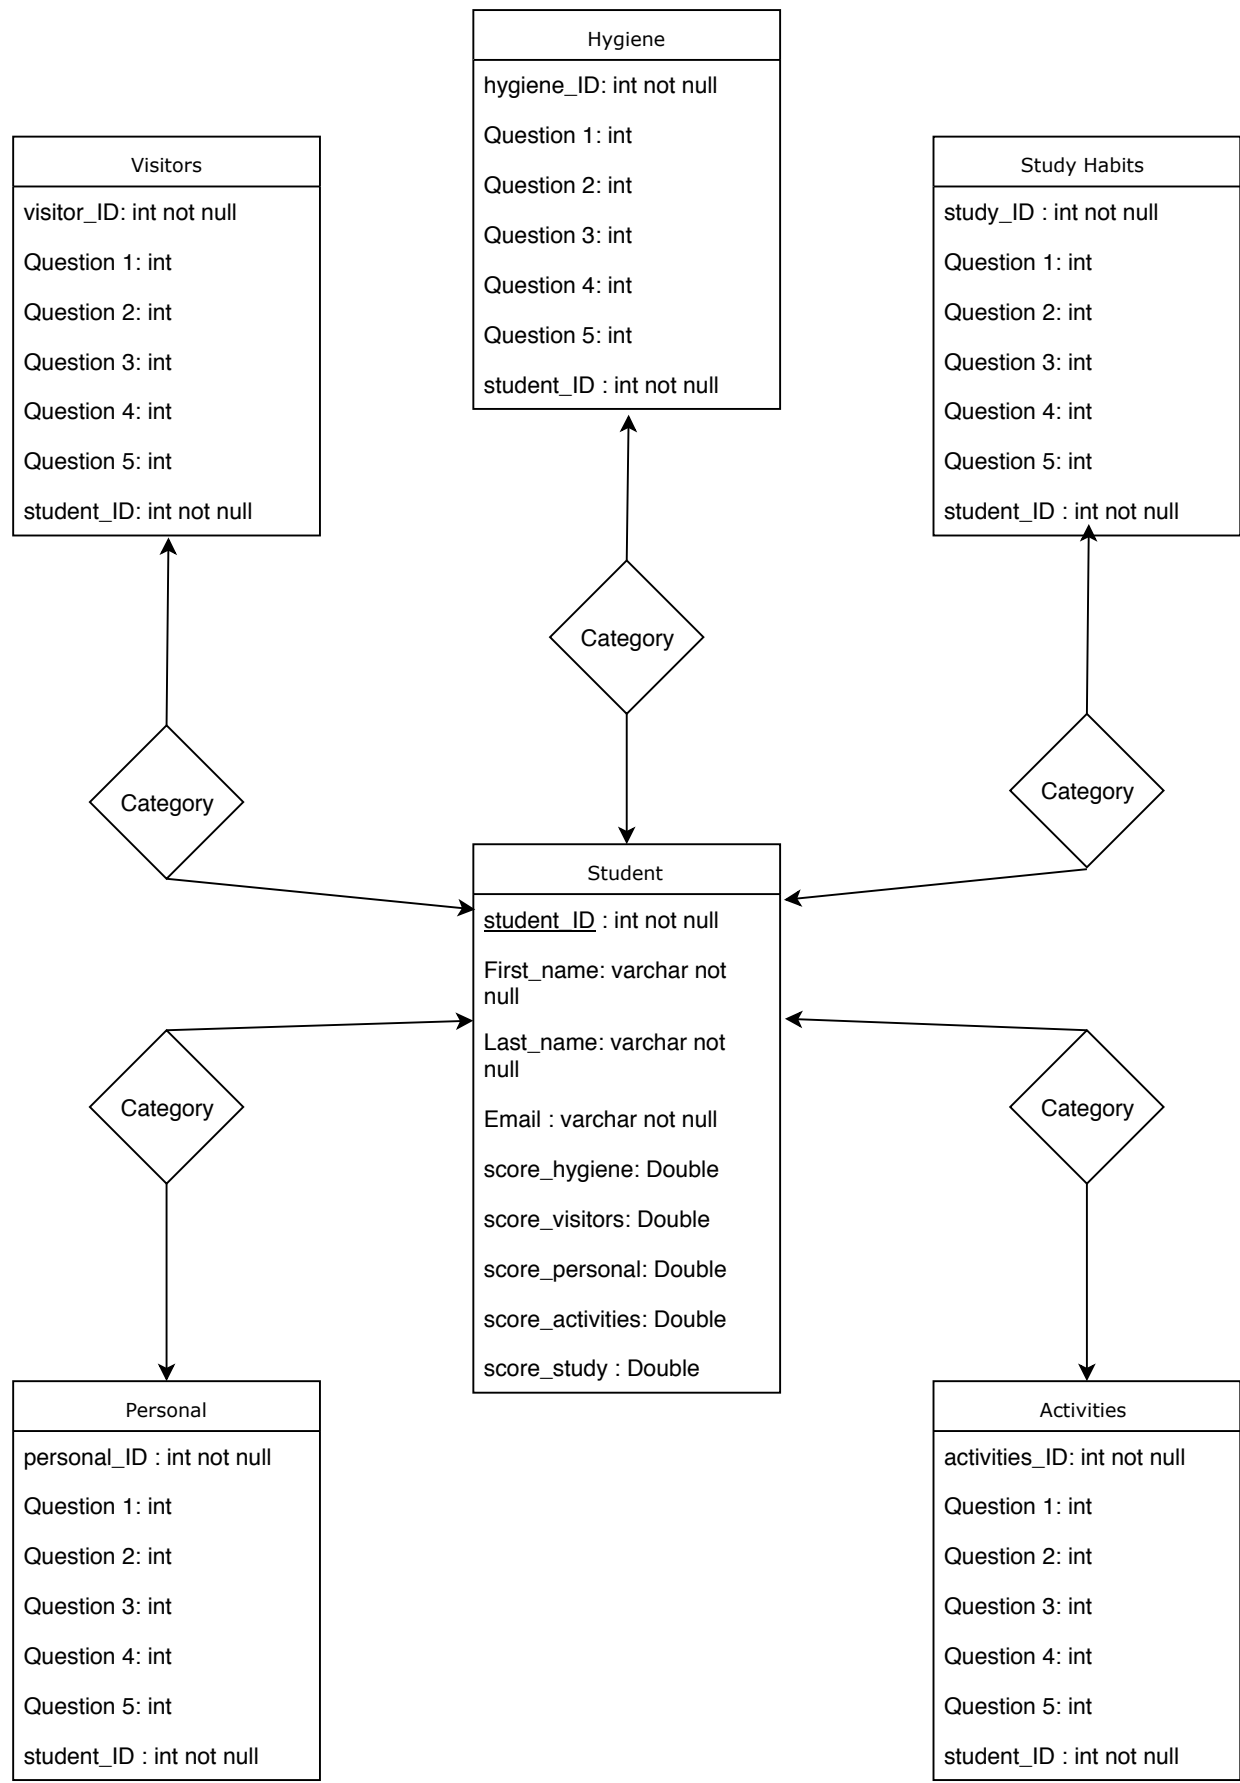 Hygiene
hygiene_ID: int not null
Question 1: int
Question 2: int
Question 3: int
Question 4: int
Question 5: int
student_ID : int not null
Visitors
visitor_ID: int not null
Question 1: int
Question 2: int
Question 3: int
Question 4: int
Question 5: int
student_ID: int not null
Study Habits
study_ID : int not null
Question 1: int
Question 2: int
Question 3: int
Question 4: int
Question 5: int
student_ID : int not null
Category
Category
Category
Student
student_ID : int not null
First_name: varchar not
null
Last_name: varchar not
null
Email : varchar not null
score_hygiene: Double
score_visitors: Double
score_personal: Double
score_activities: Double
score_study : Double
Category
Category
Personal
personal_ID : int not null
Question 1: int
Question 2: int
Question 3: int
Question 4: int
Question 5: int
student_ID : int not null
Activities
activities_ID: int not null
Question 1: int
Question 2: int
Question 3: int
Question 4: int
Question 5: int
student_ID : int not null